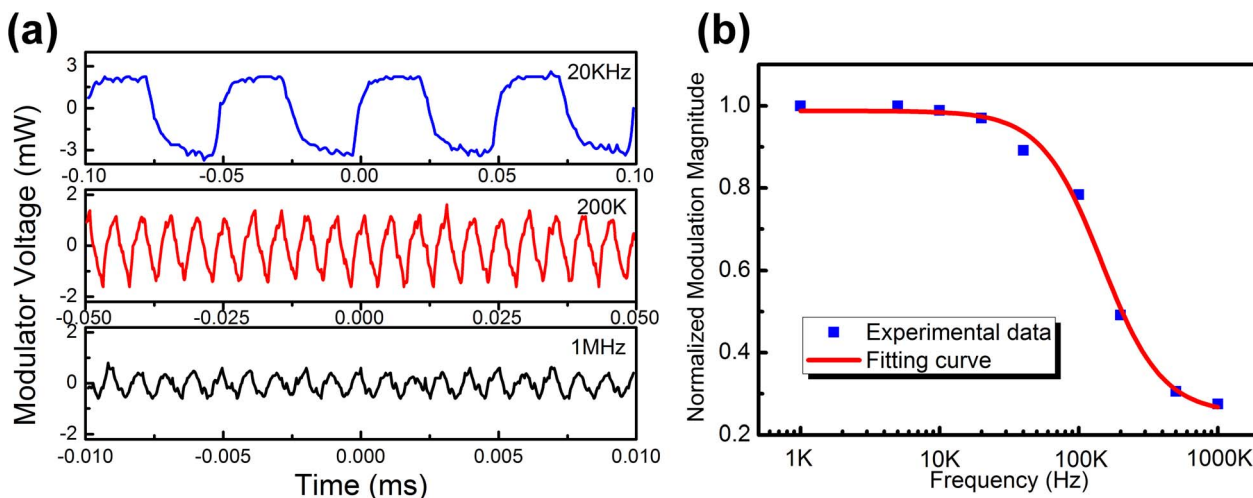 (a)
Modulator Voltage (mW)
3
0
-3
20KHz
-0.10 -0.05 0.00 0.05 0.10
2
0
-2
200K
-0.050 -0.025 0.000 0.025 0.050
2
0
-2
1MHz
-0.010 -0.005 0.000 0.005 0.010
Time (ms)
(b)
Normalized Modulation Magnitude
1.0
0.8
0.6
0.4
0.2
Experimental data
Fitting curve
1K 10K 100K 1000K
Frequency (Hz)